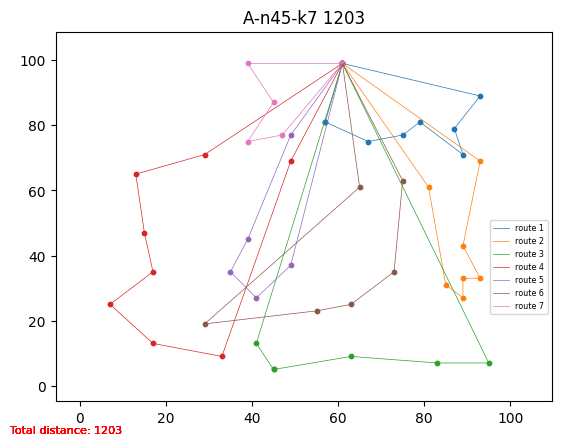 A-n45-k7 1203
100
80
60
40
20
0
0
20
40
60
80
100
route 1
route 2
route 3
route 4
route 5
route 6
route 7
Total distance: 1203